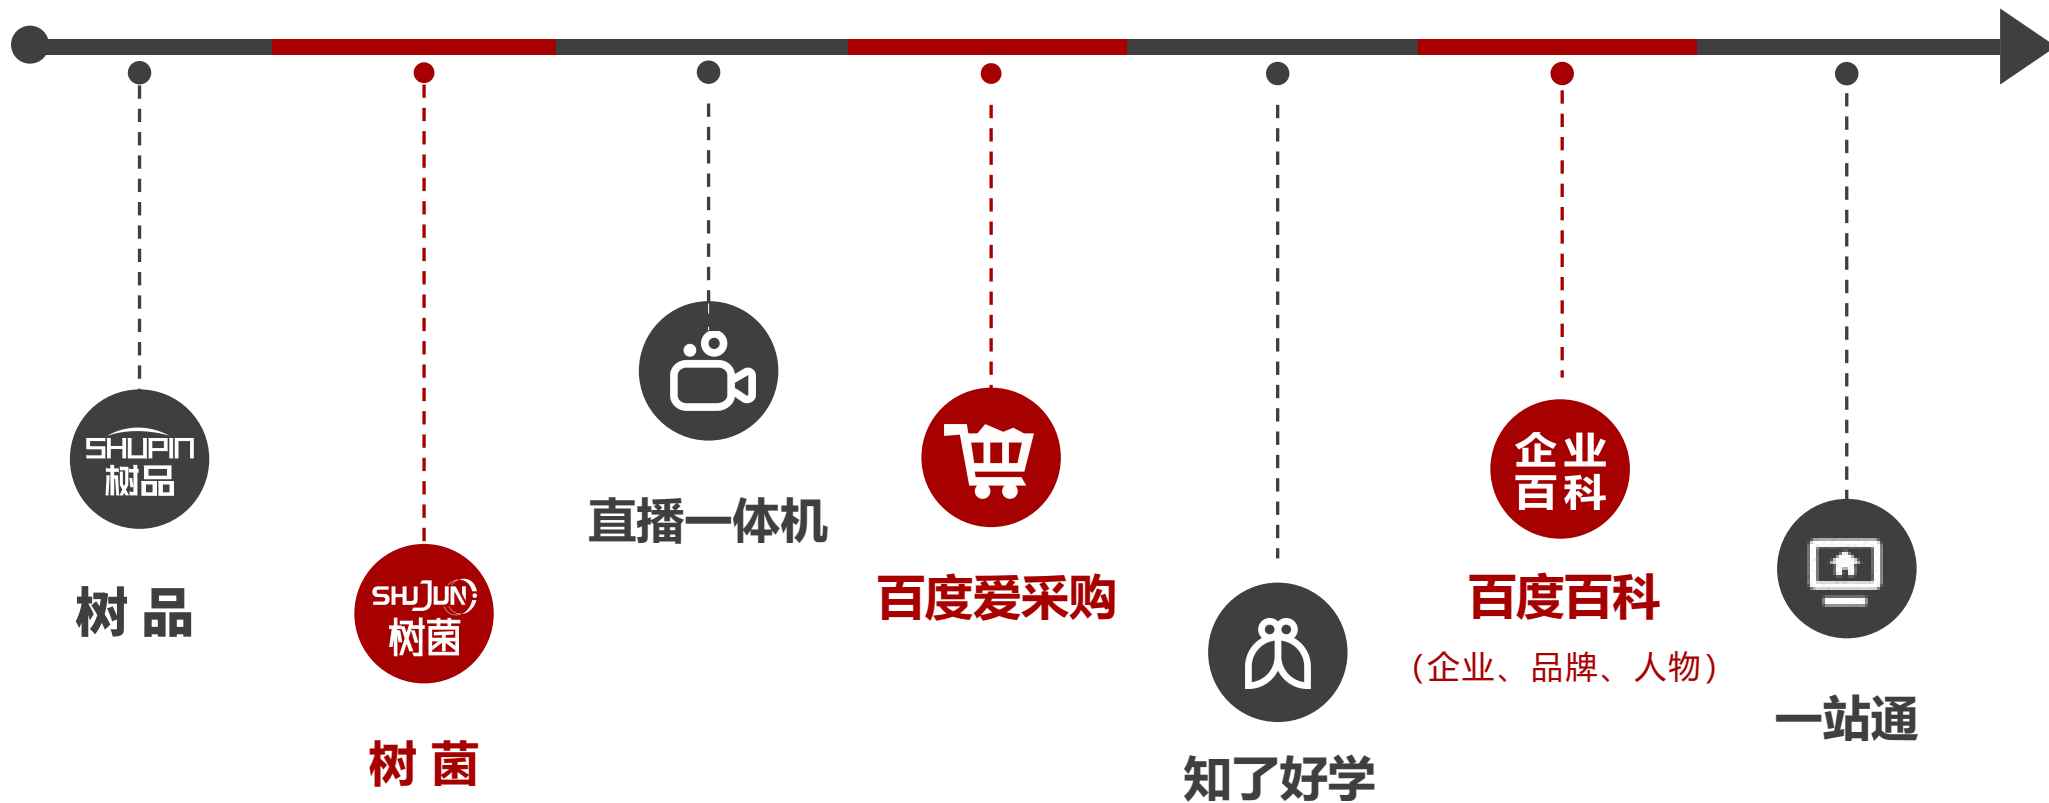 SHUPIN
树品
树 品
SHUJUN
树菌
树 菌
直播一体机
百度爱采购
知了好学
企业
百科
百度百科
（企业、品牌、人物）
一站通